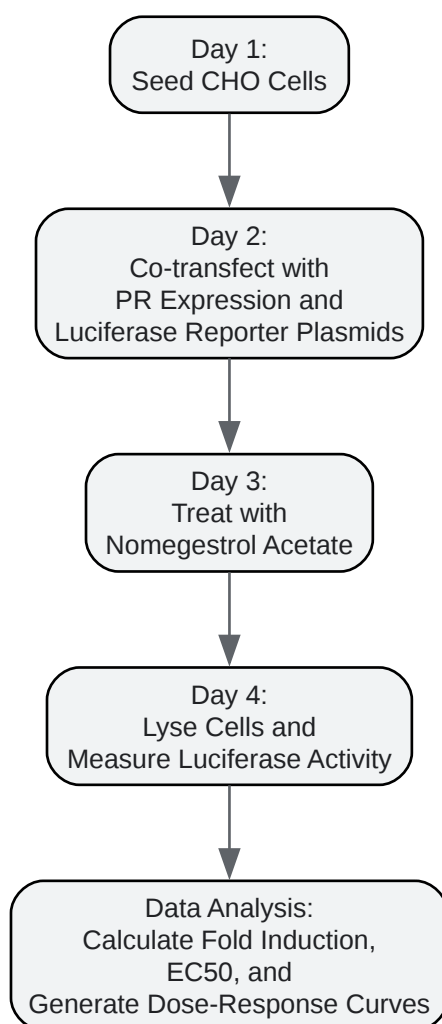 Day 1:
Seed CHO Cells
Day 2:
Co-transfect with
PR Expression and
Luciferase Reporter Plasmids
Day 3:
Treat with
Nomegestrol Acetate
Day 4:
Lyse Cells and
Measure Luciferase Activity
Data Analysis:
Calculate Fold Induction,
EC50, and
Generate Dose-Response Curves